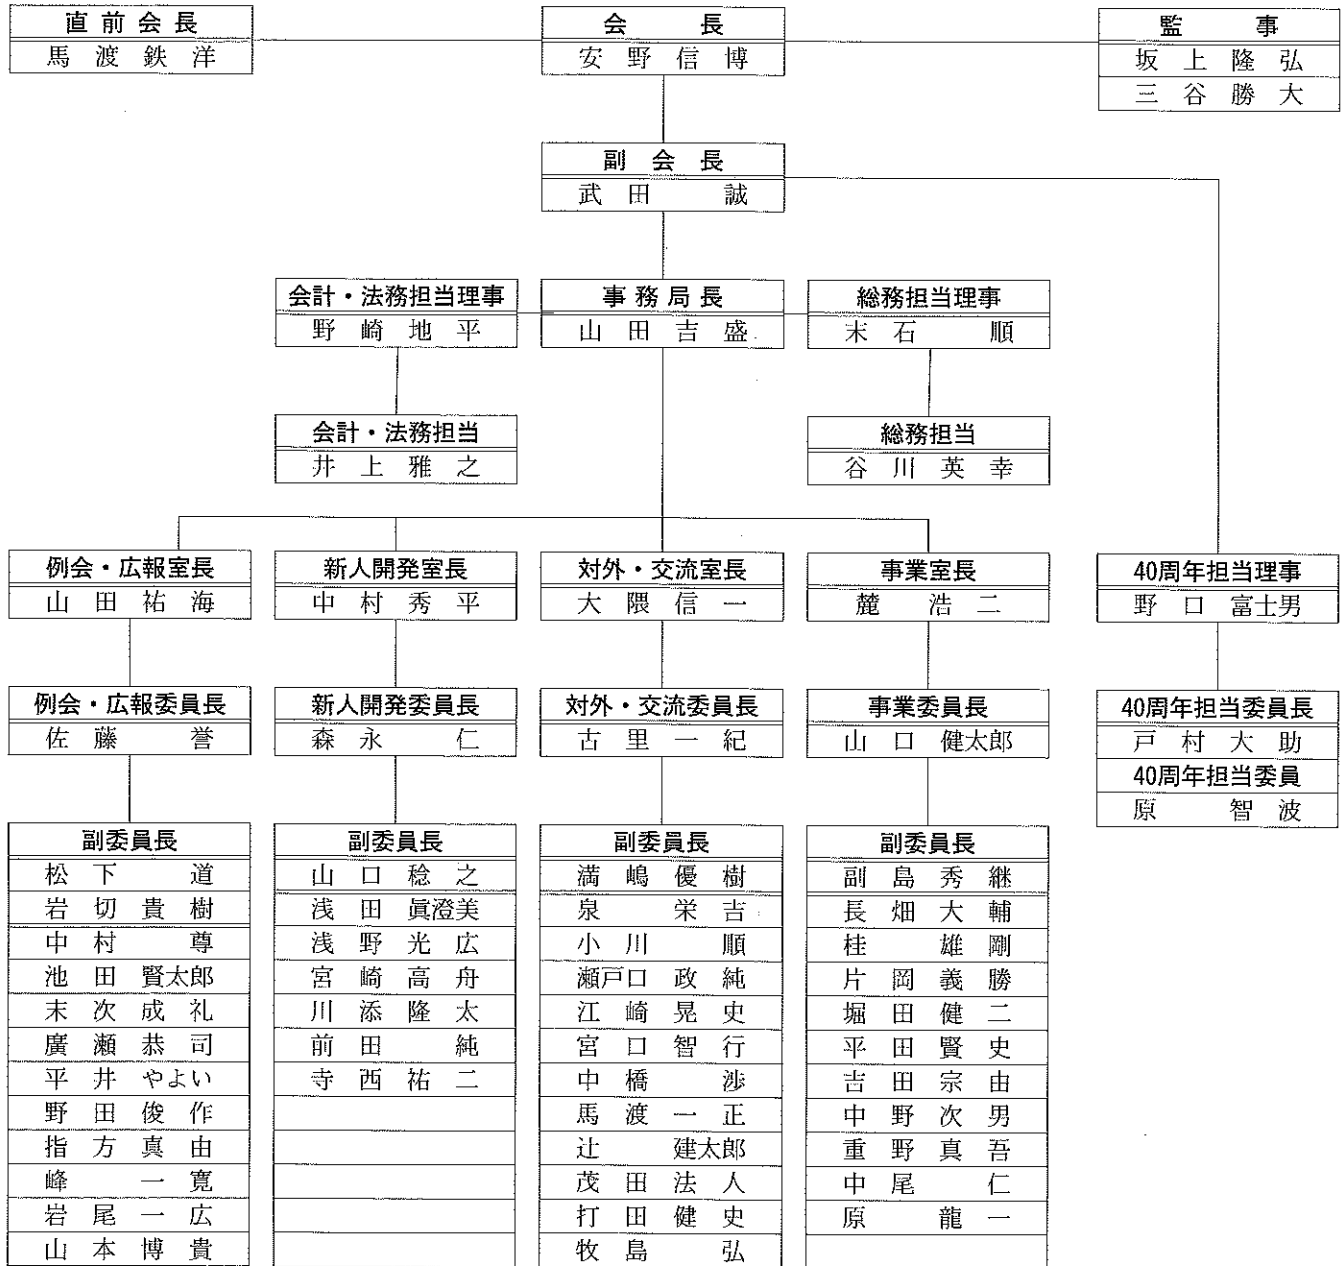 直前会長
馬渡鉄洋
会長
安野信博
監事
坂上隆弘
三谷勝大
副会長
武田誠
会計・法務担当理事
野崎地平
事務局長
山田吉盛
総務担当理事
末石順
会計・法務担当
井上雅之
総務担当
谷川英幸
例会・広報室長
山田祐海
新人開発室長
中村秀平
対外・交流室長
大隈信一
事業室長
麓浩二
40周年担当理事
野口富士男
例会・広報委員長
佐藤誉
新人開発委員長
森永仁
対外・交流委員長
古里一紀
事業委員長
山口健太郎
40周年担当委員長
戸村大助
40周年担当委員
原智波
副委員長
松下道
岩切貴樹
中村尊
池田賢太郎
末次成礼
廣瀬恭司
平井やよい
野田俊作
指方真由
峰一寛
岩尾一広
山本博貴
副委員長
山口稔之
浅田眞澄美
浅野光広
宮崎高舟
川添隆太
前田純
寺西祐二
副委員長
満嶋優樹
泉栄吉
小川順
瀬戸口政純
江崎晃史
宮口智行
中橋渉
馬渡一正
辻建太郎
茂田法人
打田健史
牧島弘
副委員長
副島秀継
長畑大輔
桂雄剛
片岡義勝
堀田健二
平田賢史
吉田宗由
中野次男
重野真吾
中尾仁
原龍一